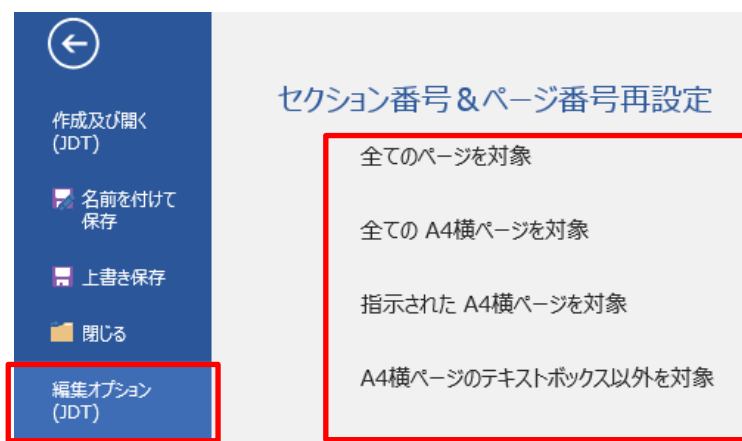 作成及び開く
(JDT)
名前を付けて
保存
上書き保存
閉じる
編集オプション
(JDT)
セクション番号&ページ番号再設定
全てのページを対象
全ての A4横ページを対象
指示された A4横ページを対象
A4横ページのテキストボックス以外を対象